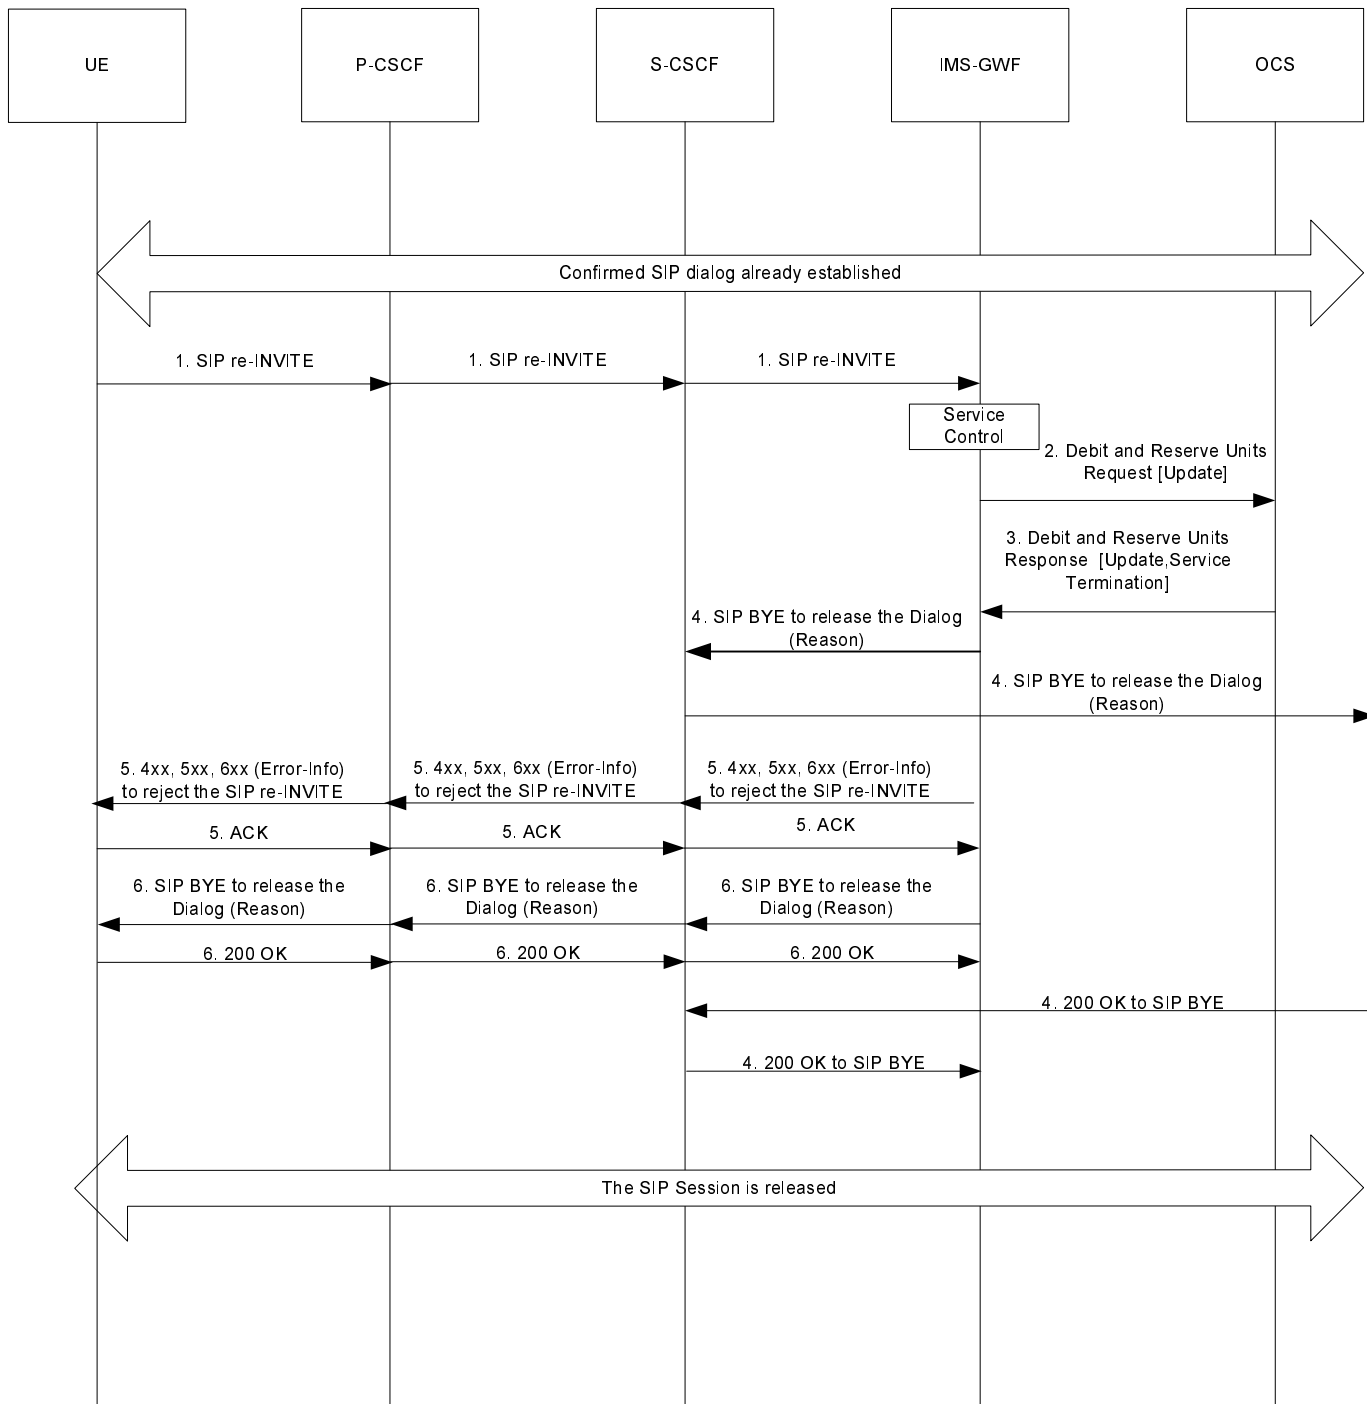 UE
P-CSCF
S-CSCF
IMS-GWF
OCS
Confirmed SIP dialog already established
1. SIP re-INVITE
1. SIP re-INVITE
1. SIP re-INVITE
Service
Control
2. Debit and Reserve Units
Request [Update]
3. Debit and Reserve Units
Response [Update,Service
Termination]
4. SIP BYE to release the Dialog
(Reason)
4. SIP BYE to release the Dialog
(Reason)
5. 4xx, 5xx, 6xx (Error-Info)
to reject the SIP re-INVITE
5. 4xx, 5xx, 6xx (Error-Info)
to reject the SIP re-INVITE
5. 4xx, 5xx, 6xx (Error-Info)
to reject the SIP re-INVITE
5. ACK
5. ACK
5. ACK
6. SIP BYE to release the
Dialog (Reason)
6. SIP BYE to release the
Dialog (Reason)
6. SIP BYE to release the
Dialog (Reason)
6. 200 OK
6. 200 OK
6. 200 OK
4. 200 OK to SIP BYE
4. 200 OK to SIP BYE
The SIP Session is released